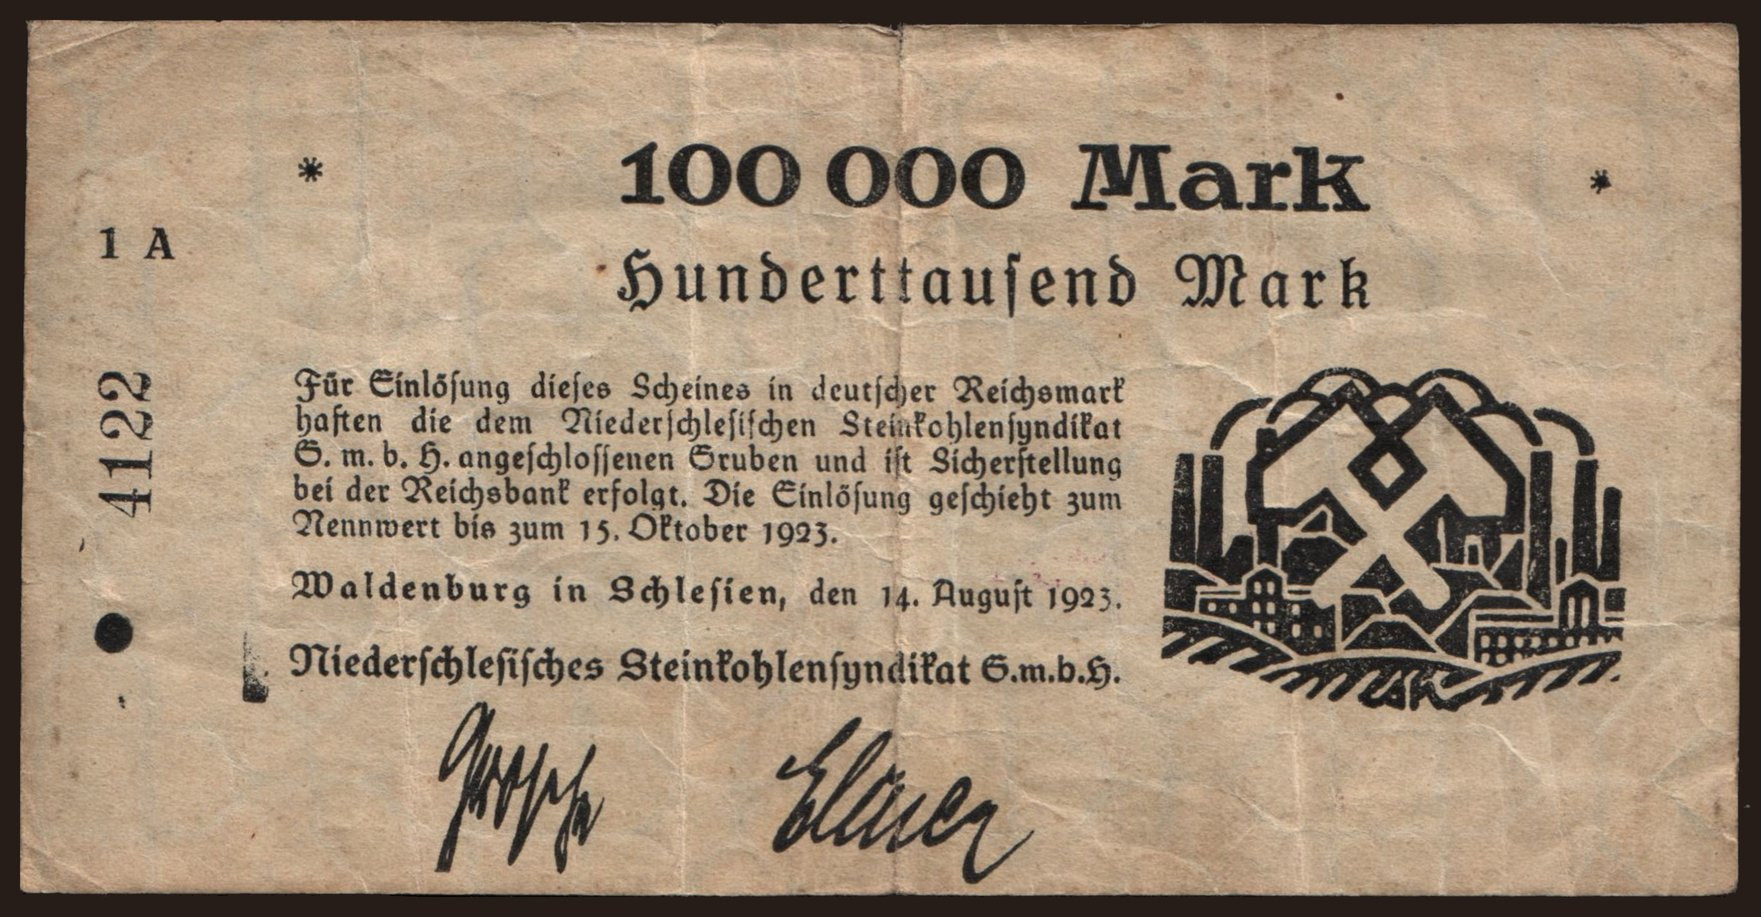 * 100 000 Mark *
1 A
Hunderttausend Mark
4122
Für Einlösung dieses Scheines in deutscher Reichsmark
haften die dem Niederschlesischen Steinkohlensyndikat
G. m. b. H. angeschlossenen Gruben und ist Sicherstellung
bei der Reichsbank erfolgt. Die Einlösung geschieht zum
Nennwert bis zum 15. Oktober 1923.
Waldenburg in Schlesien, den 14. August 1923.
Niederschlesisches Steinkohlensyndikat G.m.b.H.